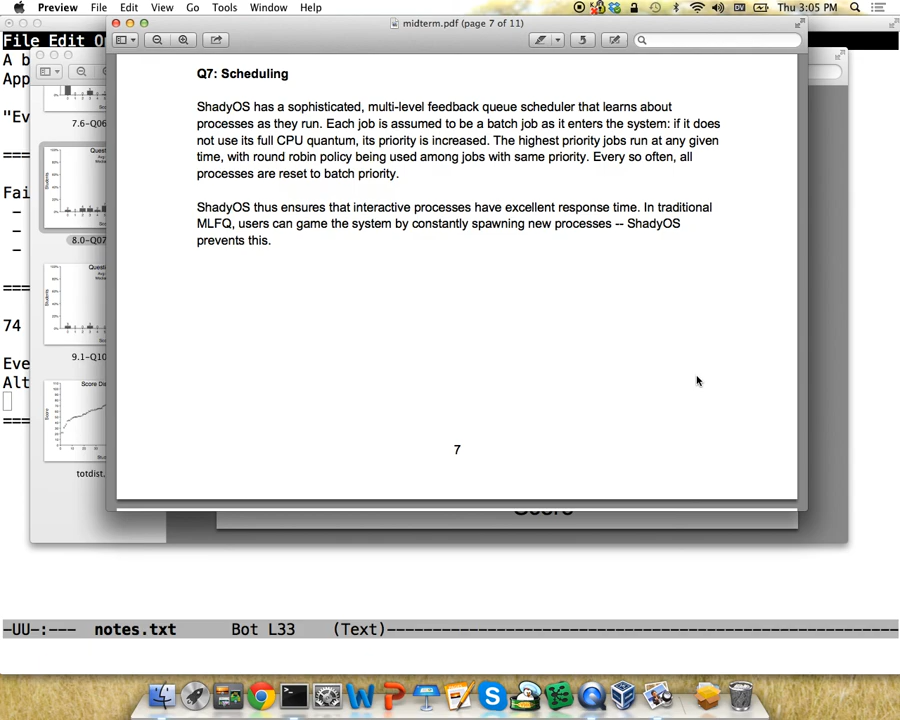 Preview File Edit View Go Tools Window Help Thu 3:05 PM
midterm.pdf (page 7 of 11)
File Edit O
A b
App
"Ev
===
Fai
-
-
-
===
74
Eve
Alt
===
7.6-Q06
Quest
8.0-Q07
Questi
9.1-Q10
Score Dis
totdist.
Q7: Scheduling
ShadyOS has a sophisticated, multi-level feedback queue scheduler that learns about
processes as they run. Each job is assumed to be a batch job as it enters the system: if it does
not use its full CPU quantum, its priority is increased. The highest priority jobs run at any given
time, with round robin policy being used among jobs with same priority. Every so often, all
processes are reset to batch priority.
ShadyOS thus ensures that interactive processes have excellent response time. In traditional
MLFQ, users can game the system by constantly spawning new processes -- ShadyOS
prevents this.
7
-UU-:--- notes.txt Bot L33 (Text)--------------------------------------------------------